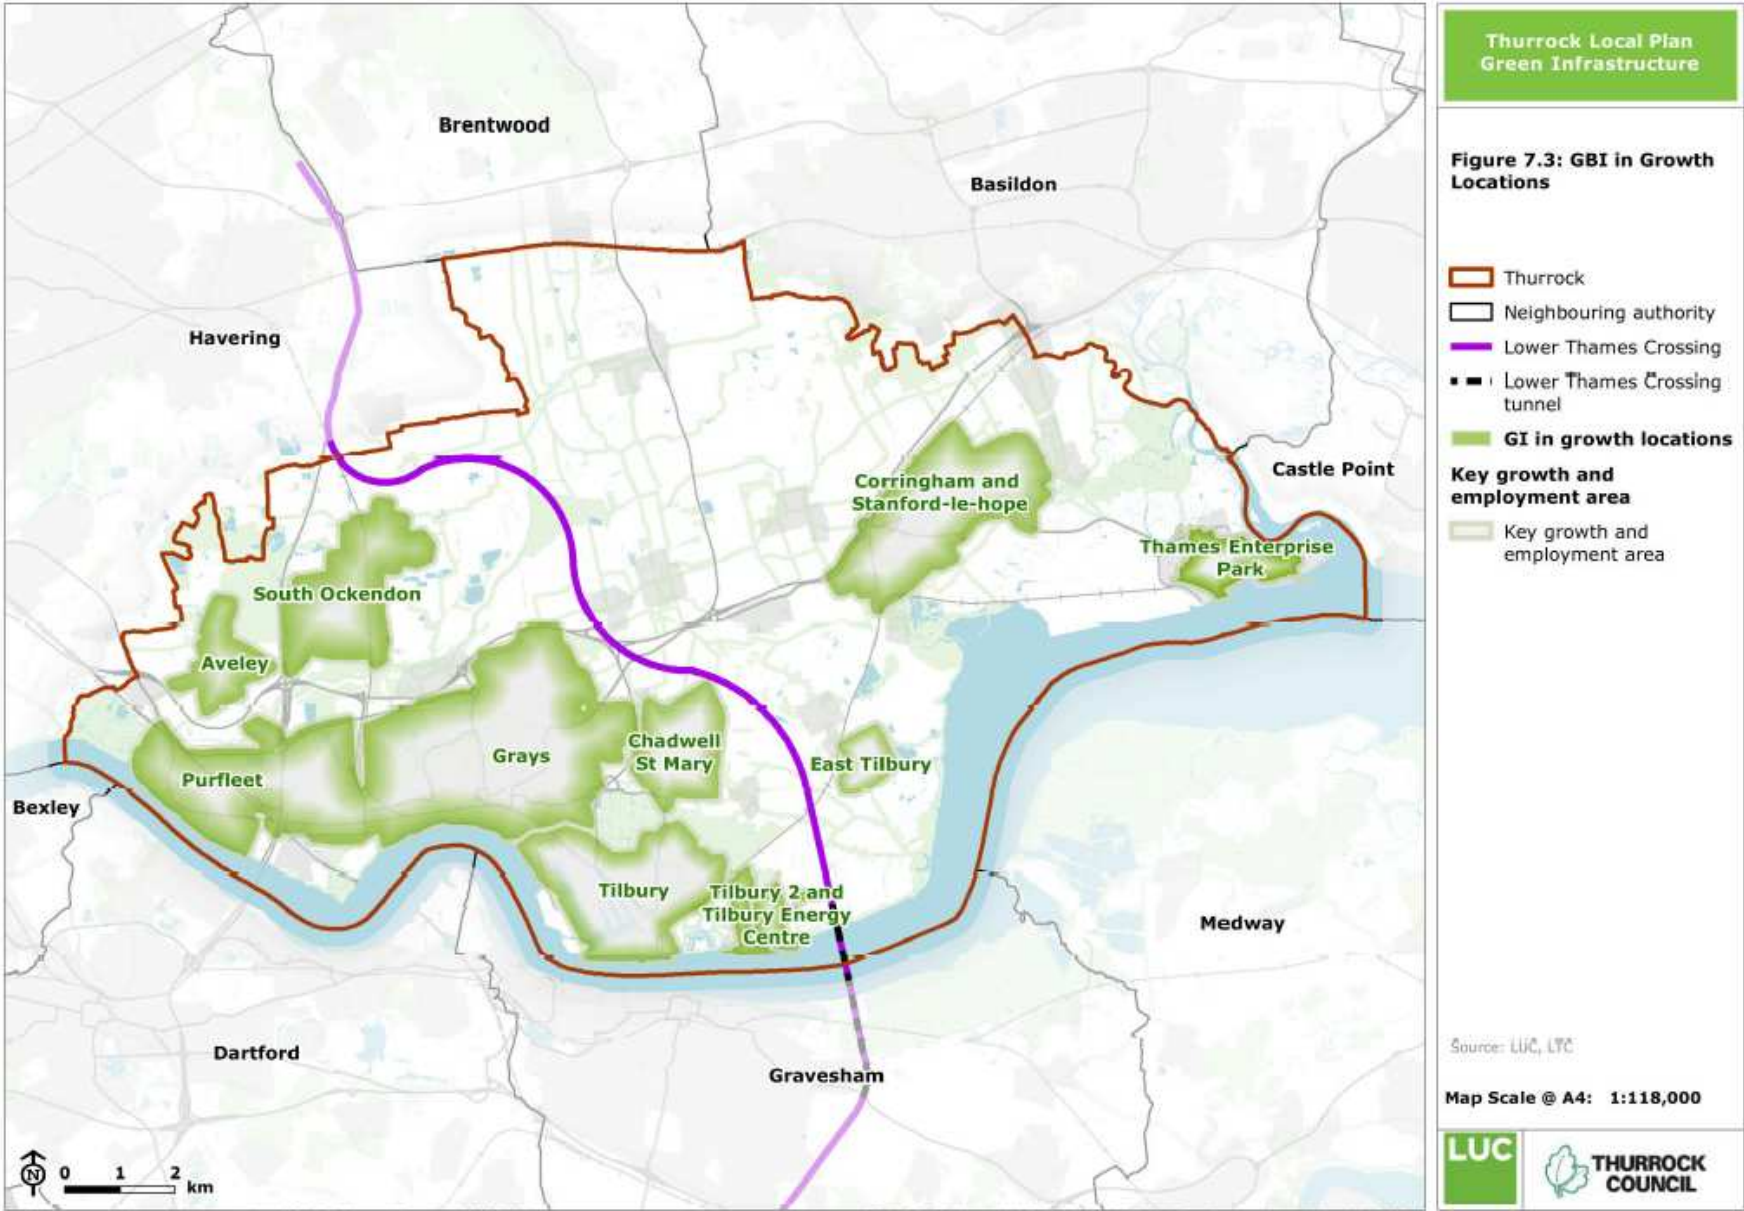 Thurrock Local Plan
Green Infrastructure
Figure 7.3: GBI in Growth
Locations
Thurrock
Neighbouring authority
Lower Thames Crossing
Lower Thames Crossing
tunnel
GI in growth locations
Key growth and
employment area
Key growth and
employment area
Source: LUC, LTC
Map Scale @ A4: 1:118,000
LUC
THURROCK
COUNCIL
Brentwood
Basildon
Havering
Castle Point
Corringham and
Stanford-le-hope
Thames Enterprise
Park
South Ockendon
Aveley
Grays
Chadwell
St Mary
East Tilbury
Purfleet
Bexley
Tilbury
Tilbury 2 and
Tilbury Energy
Centre
Medway
Dartford
Gravesham
N
0 1 2
km